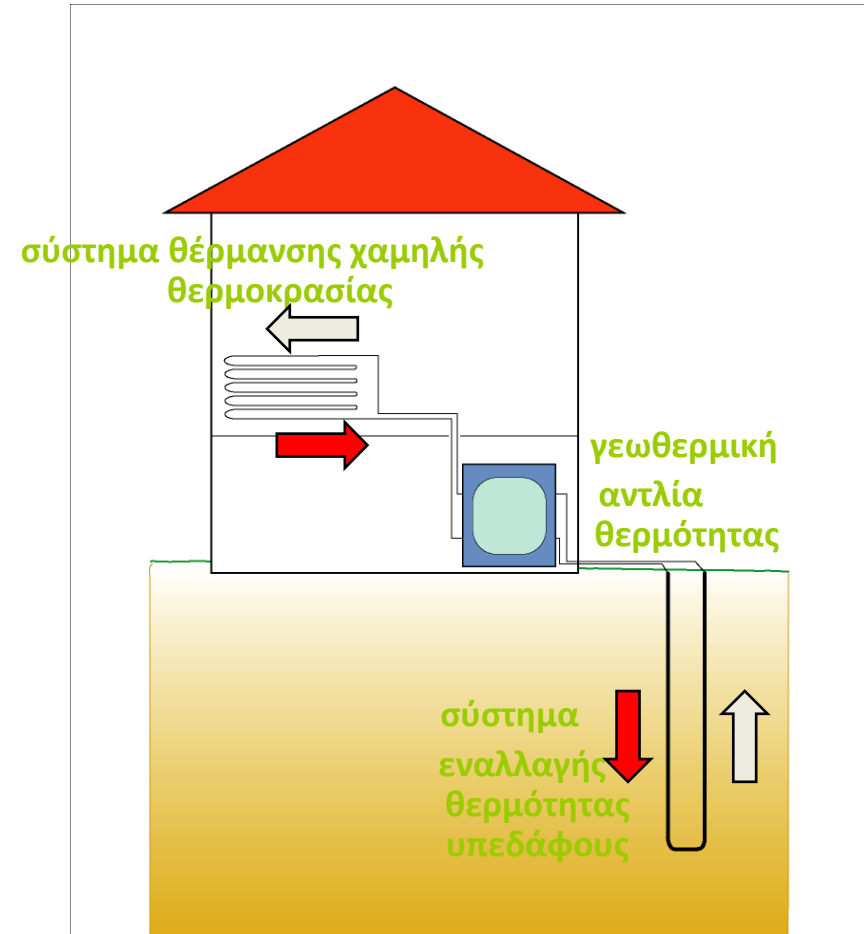 σύστημα θέρμανσης χαμηλής
θερμοκρασίας
γεωθερμική
αντλία
θερμότητας
σύστημα
εναλλαγής
θερμότητας
υπεδάφους